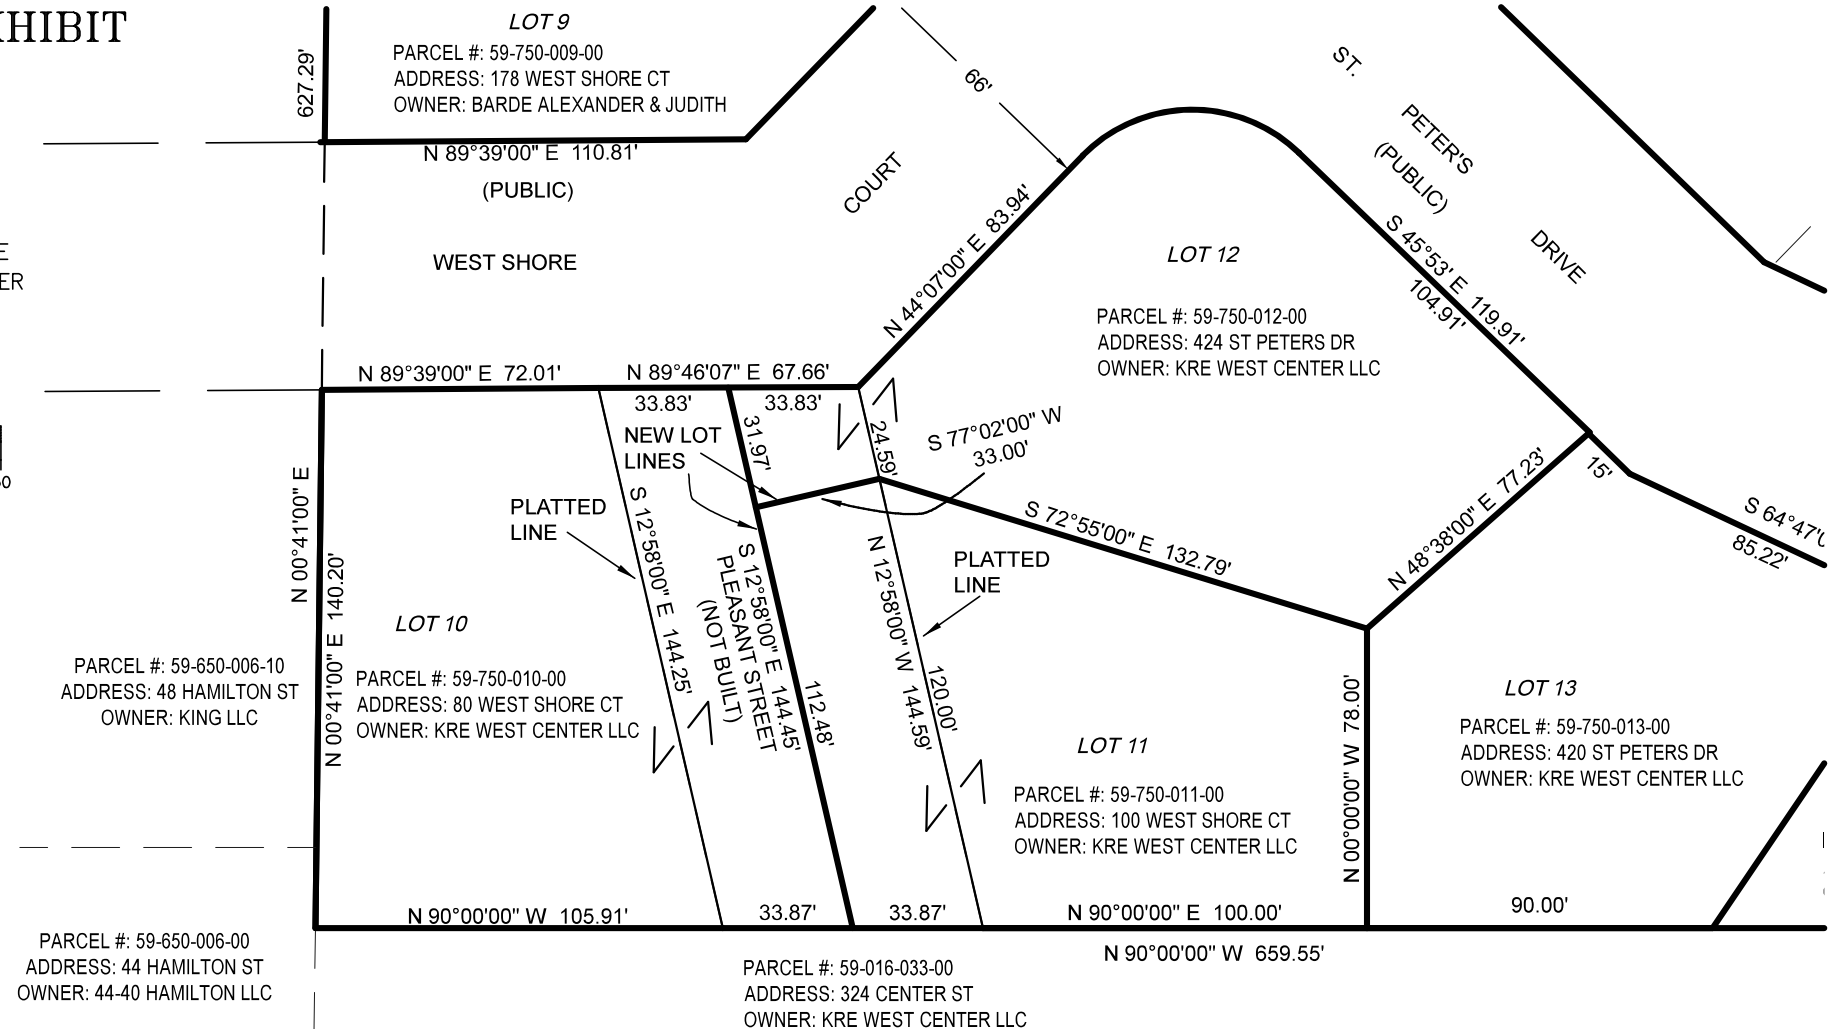 HIBIT
LOT 9
PARCEL #: 59-750-009-00
ADDRESS: 178 WEST SHORE CT
OWNER: BARDE ALEXANDER & JUDITH
627.29'
N 89°39'00" E 110.81'
(PUBLIC)
WEST SHORE
COURT
66'
ST.
PETER'S
(PUBLIC)
DRIVE
E
ER
N 44°07'00" E 83.94'
S 45°53' E 119.91'
104.91'
LOT 12
PARCEL #: 59-750-012-00
ADDRESS: 424 ST PETERS DR
OWNER: KRE WEST CENTER LLC
N 89°39'00" E 72.01'
N 89°46'07" E 67.66'
33.83'
33.83'
NEW LOT
LINES
31.97'
24.59'
S 77°02'00" W
33.00'
PLATTED
LINE
S 12°58'00" E 144.25'
S 12°58'00" E 144.45'
PLEASANT STREET
(NOT BUILT)
112.48'
N 12°58'00" W 144.59'
120.00'
PLATTED
LINE
S 72°55'00" E 132.79'
N 48°38'00" E 77.23'
15'
S 64°47'
85.22'
N 00°41'00" E
N 00°41'00" E 140.20'
LOT 10
PARCEL #: 59-750-010-00
ADDRESS: 80 WEST SHORE CT
OWNER: KRE WEST CENTER LLC
PARCEL #: 59-650-006-10
ADDRESS: 48 HAMILTON ST
OWNER: KING LLC
LOT 11
PARCEL #: 59-750-011-00
ADDRESS: 100 WEST SHORE CT
OWNER: KRE WEST CENTER LLC
N 00°00'00" W 78.00'
LOT 13
PARCEL #: 59-750-013-00
ADDRESS: 420 ST PETERS DR
OWNER: KRE WEST CENTER LLC
N 90°00'00" W 105.91'
33.87'
33.87'
N 90°00'00" E 100.00'
90.00'
N 90°00'00" W 659.55'
PARCEL #: 59-650-006-00
ADDRESS: 44 HAMILTON ST
OWNER: 44-40 HAMILTON LLC
PARCEL #: 59-016-033-00
ADDRESS: 324 CENTER ST
OWNER: KRE WEST CENTER LLC